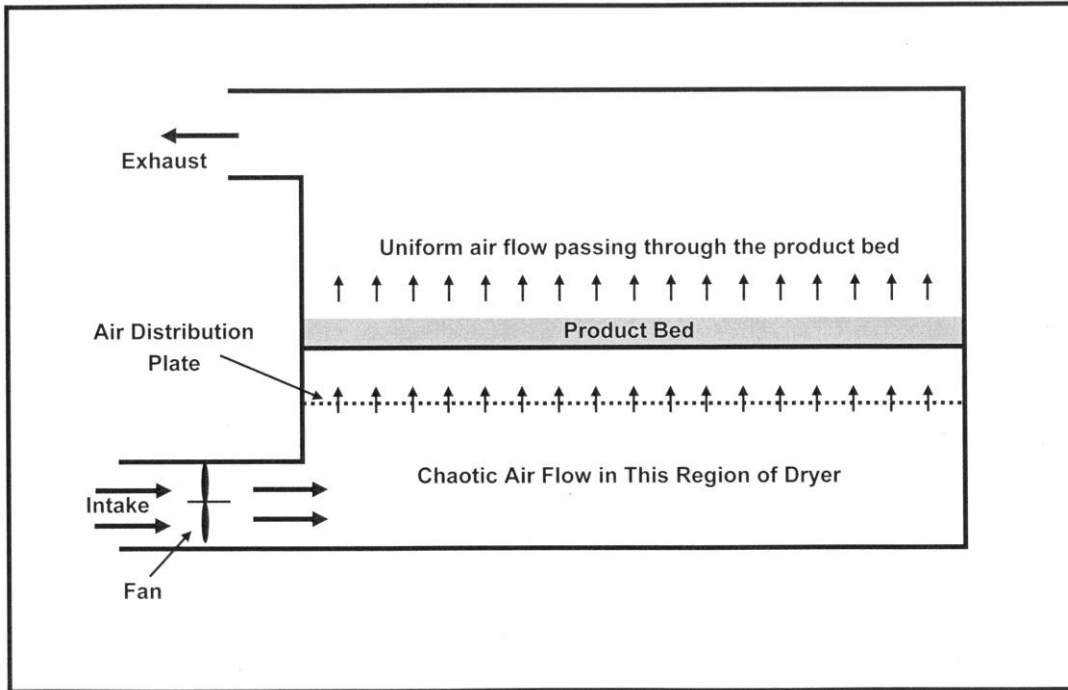 Exhaust
Uniform air flow passing through the product bed
Air Distribution
Plate
Product Bed
Chaotic Air Flow in This Region of Dryer
Intake
Fan